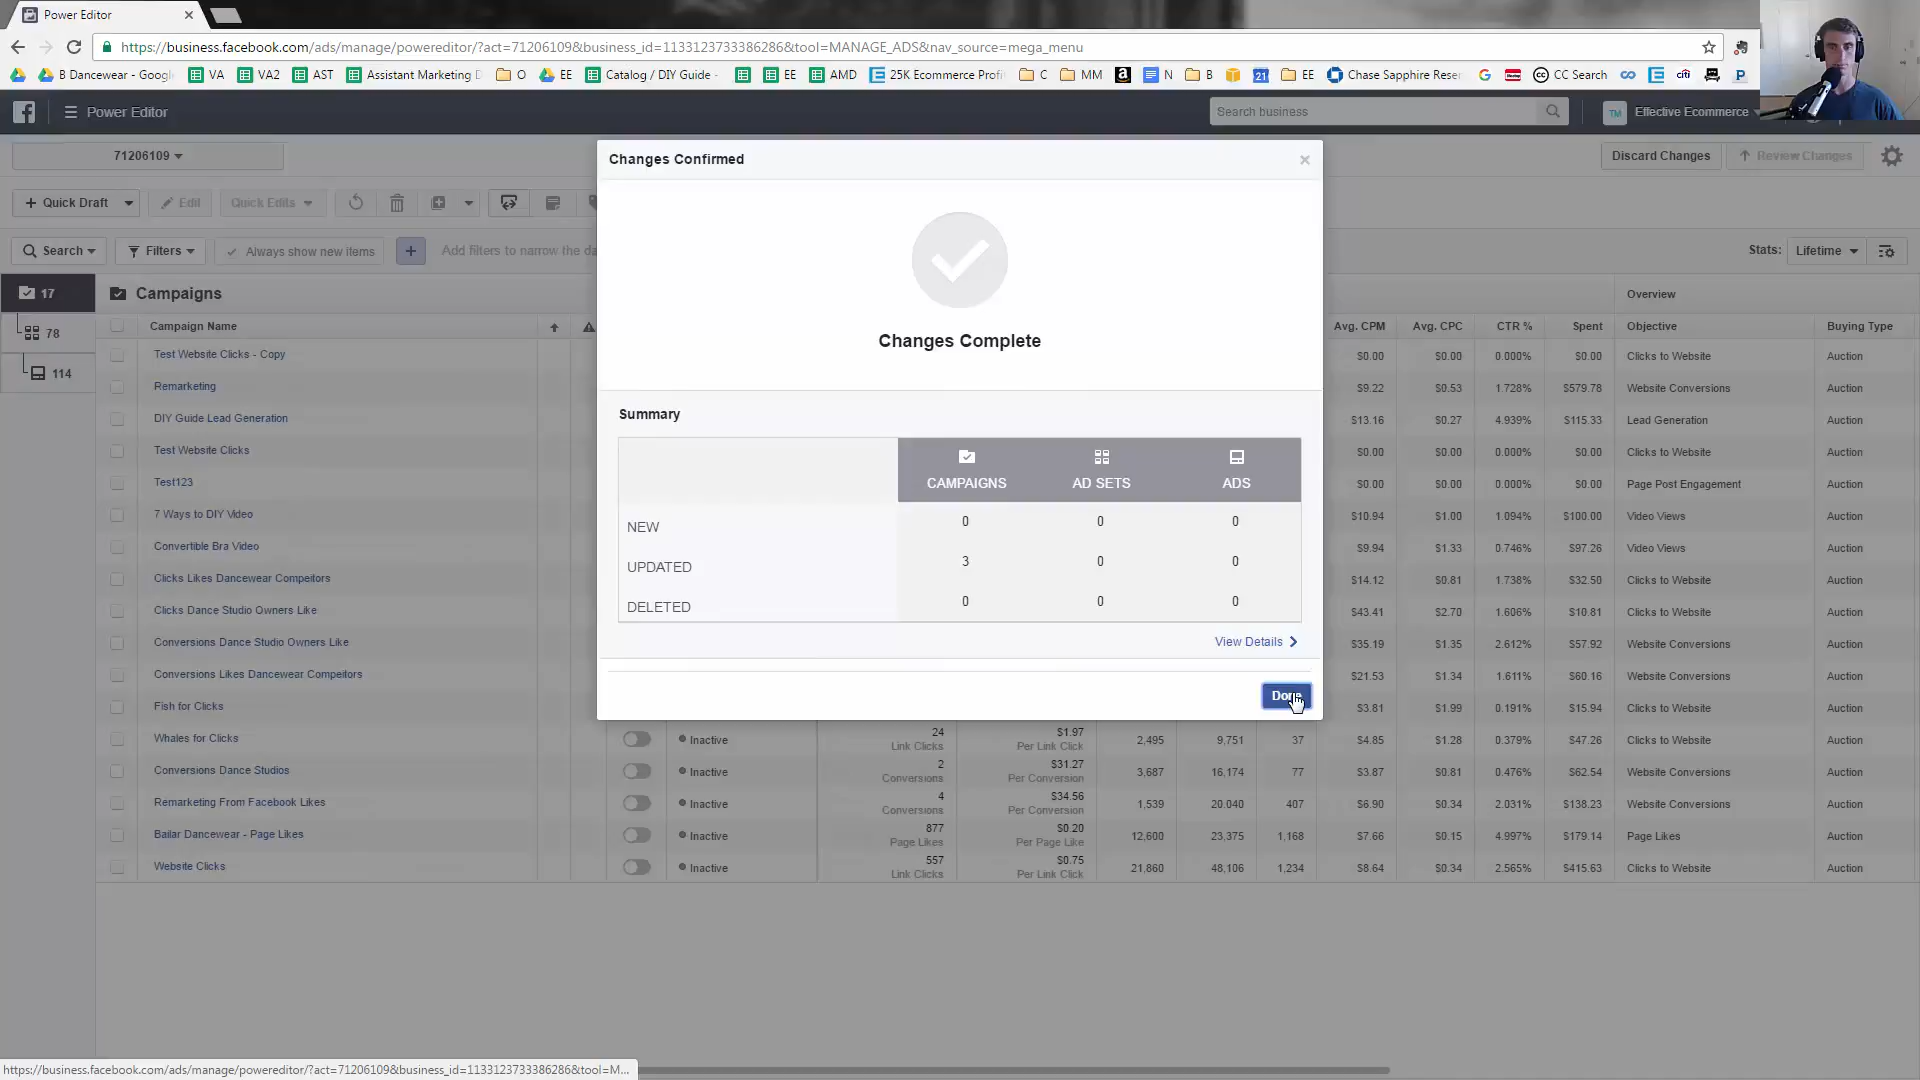 Power Editor
https://business.facebook.com/ads/manage/powereditor/?act=71206109&business_id=1133123733386286&tool=MANAGE_ADS&nav_source=mega_menu
B Dancewear - Googl VA VA2 AST Assistant Marketing D O EE Catalog / DIY Guide - EE AMD 25K Ecommerce Profi C MM N B 21 EE Chase Sapphire Rese CC Search citi
Power Editor Search business TM Effective Ecommerce
71206109 Discard Changes Review Changes
+ Quick Draft Edit Quick Edits
Search Filters Always show new items + Add filters to narrow the da Stats: Lifetime
Changes Confirmed
Changes Complete
Summary
CAMPAIGNS AD SETS ADS
NEW 0 0 0
UPDATED 3 0 0
DELETED 0 0 0
View Details
17
78
114
Campaigns Overview
Campaign Name Avg. CPM Avg. CPC CTR % Spent Objective Buying Type
Test Website Clicks - Copy $0.00 $0.00 0.000% $0.00 Clicks to Website Auction
Remarketing $9.22 $0.53 1.728% $579.78 Website Conversions Auction
DIY Guide Lead Generation $13.16 $0.27 4.939% $115.33 Lead Generation Auction
Test Website Clicks $0.00 $0.00 0.000% $0.00 Clicks to Website Auction
Test123 $0.00 $0.00 0.000% $0.00 Page Post Engagement Auction
7 Ways to DIY Video $10.94 $1.00 1.094% $100.00 Video Views Auction
Convertible Bra Video $9.94 $1.33 0.746% $97.26 Video Views Auction
Clicks Likes Dancewear Compeitors $14.12 $0.81 1.738% $32.50 Clicks to Website Auction
Clicks Dance Studio Owners Like $43.41 $2.70 1.606% $10.81 Clicks to Website Auction
Conversions Dance Studio Owners Like $35.19 $1.35 2.612% $57.92 Website Conversions Auction
Conversions Likes Dancewear Compeitors $21.53 $1.34 1.611% $60.16 Website Conversions Auction
Fish for Clicks $3.81 $1.99 0.191% $15.94 Clicks to Website Auction
Whales for Clicks Inactive 24 Link Clicks $1.97 Per Link Click 2,495 9,751 37 $4.85 $1.28 0.379% $47.26 Clicks to Website Auction
Conversions Dance Studios Inactive 2 Conversions $31.27 Per Conversion 3,687 16,174 77 $3.87 $0.81 0.476% $62.54 Website Conversions Auction
Remarketing From Facebook Likes Inactive 4 Conversions $34.56 Per Conversion 1,539 20,040 407 $6.90 $0.34 2.031% $138.23 Website Conversions Auction
Bailar Dancewear - Page Likes Inactive 877 Page Likes $0.20 Per Page Like 12,600 23,375 1,168 $7.66 $0.15 4.997% $179.14 Page Likes Auction
Website Clicks Inactive 557 Link Clicks $0.75 Per Link Click 21,860 48,106 1,234 $8.64 $0.34 2.565% $415.63 Clicks to Website Auction
https://business.facebook.com/ads/manage/powereditor/?act=71206109&business_id=1133123733386286&tool=M...